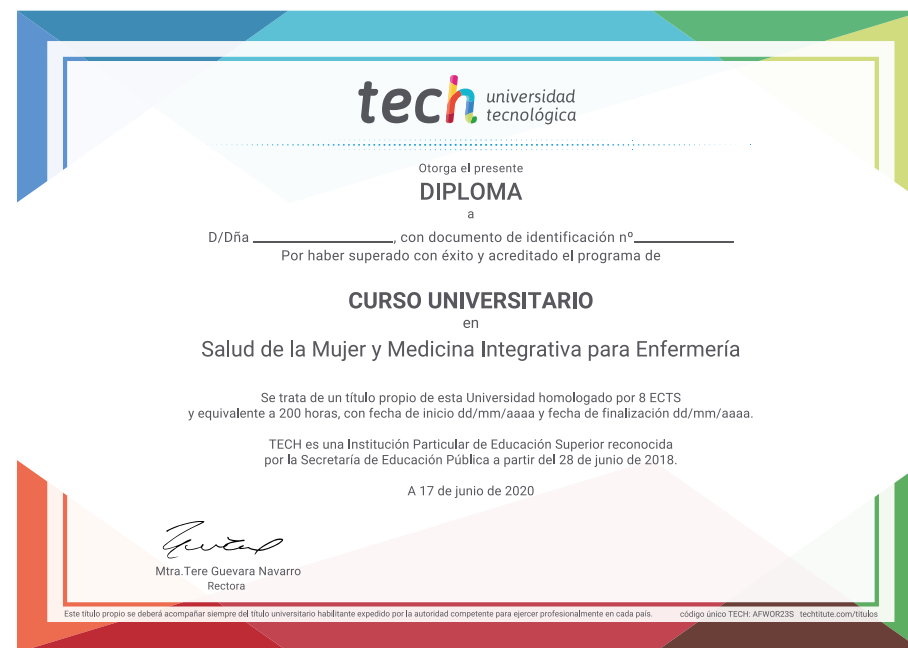 tech universidad
tecnológica
Otorga el presente
DIPLOMA
a
D/Dña ____________________, con documento de identificación nº______________
Por haber superado con éxito y acreditado el programa de
CURSO UNIVERSITARIO
en
Salud de la Mujer y Medicina Integrativa para Enfermería
Se trata de un título propio de esta Universidad homologado por 8 ECTS
y equivalente a 200 horas, con fecha de inicio dd/mm/aaaa y fecha de finalización dd/mm/aaaa.
TECH es una Institución Particular de Educación Superior reconocida
por la Secretaría de Educación Pública a partir del 28 de junio de 2018.
A 17 de junio de 2020
Mtra.Tere Guevara Navarro
Rectora
Este título propio se deberá acompañar siempre del título universitario habilitante expedido por la autoridad competente para ejercer profesionalmente en cada país. código único TECH: AFWOR23S techtitute.com/titulos